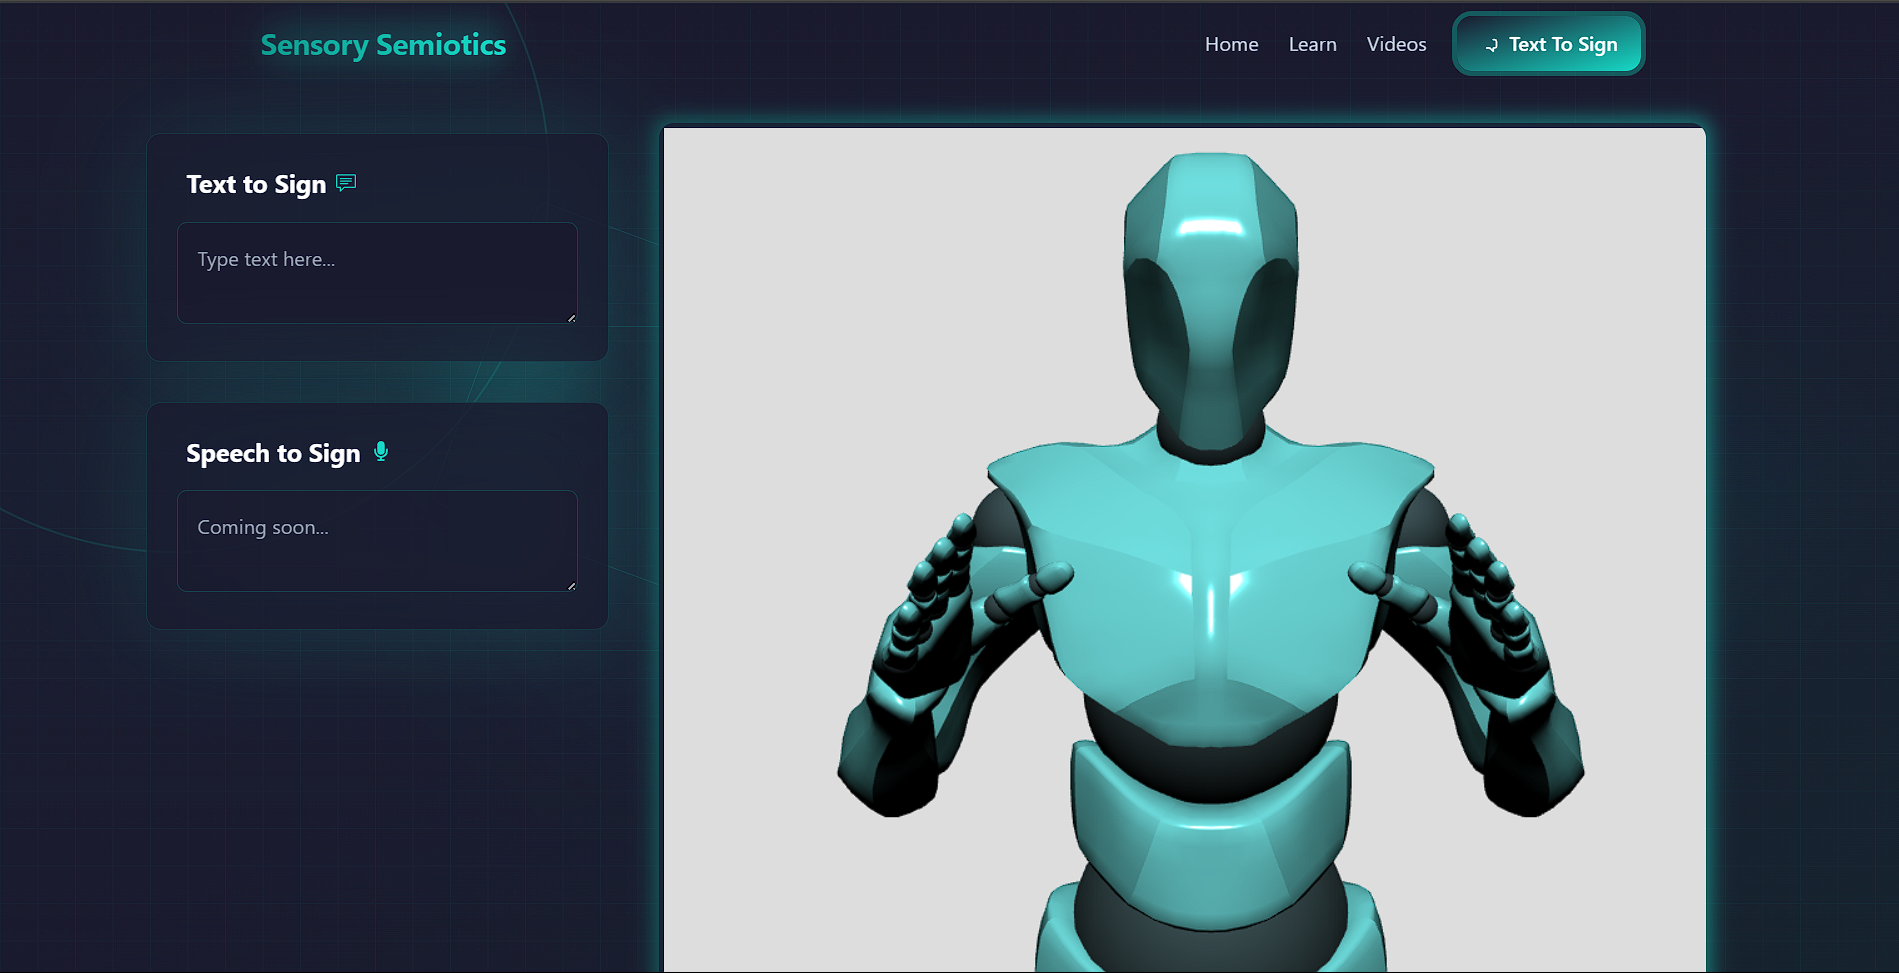 Sensory Semiotics
Home Learn Videos Text To Sign
Text to Sign
Type text here...
Speech to Sign
Coming soon...